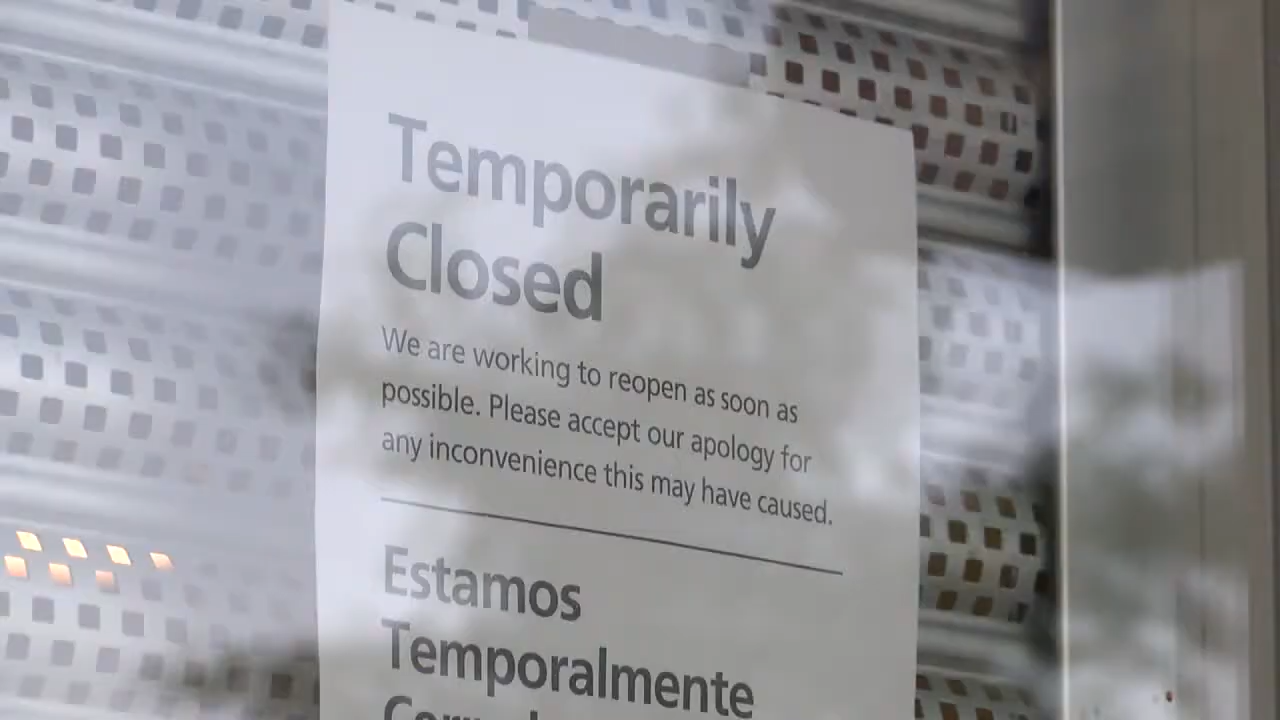 Temporarily
Closed
We are working to reopen as soon as
possible. Please accept our apology for
any inconvenience this may have caused.
Estamos
Temporalmente